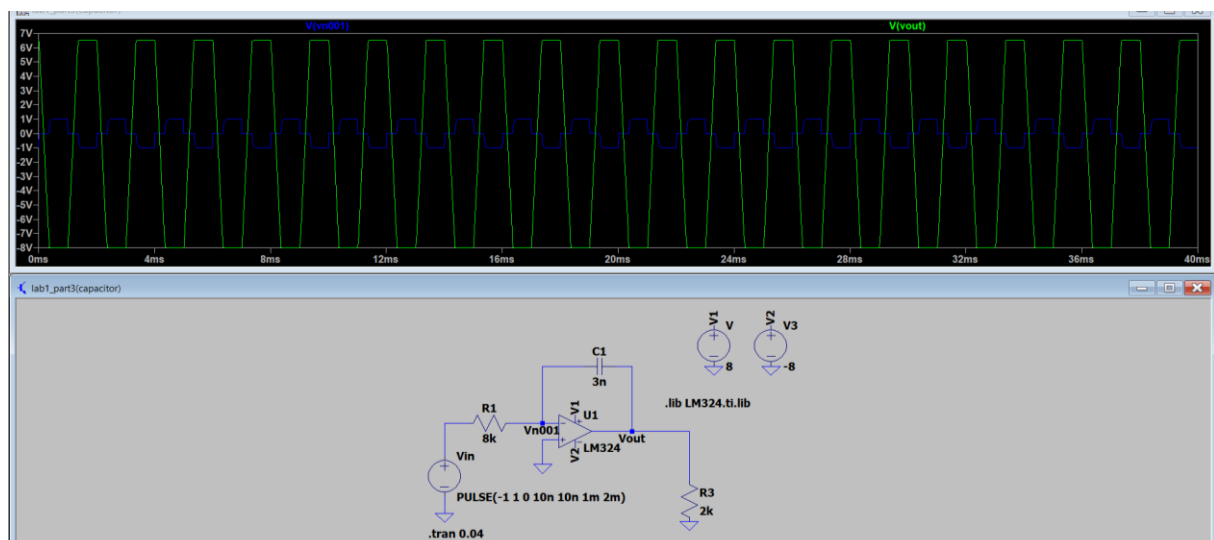 lab1_part3(capacitor)
V(vn001) V(vout)
7V
6V
5V
4V
3V
2V
1V
0V
-1V
-2V
-3V
-4V
-5V
-6V
-7V
-8V
0ms 4ms 8ms 12ms 16ms 20ms 24ms 28ms 32ms 36ms 40ms
lab1_part3(capacitor)
V1 V V2 V3
C1
3n
8 -8
.lib LM324.ti.lib
R1
8k
V1 U1
Vn001 Vout
V2 LM324
Vin
PULSE(-1 1 0 10n 10n 1m 2m)
R3
2k
.tran 0.04